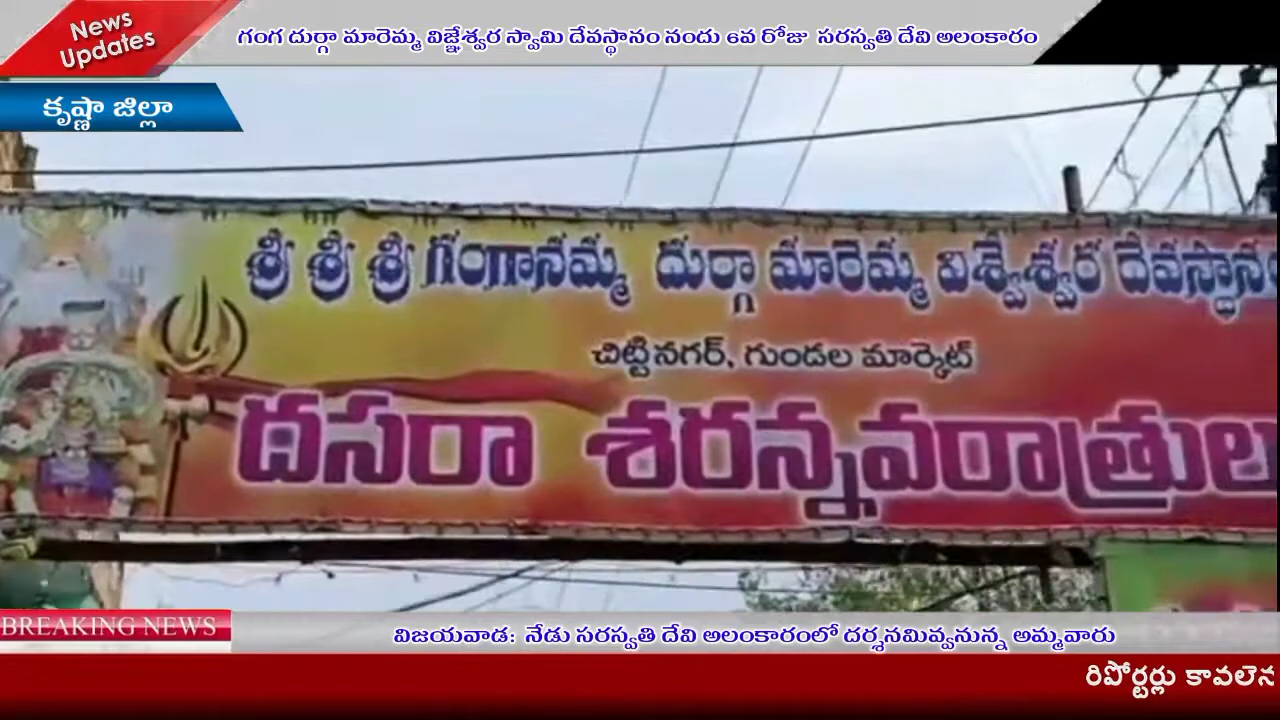 News
Updates
గంగ దుర్గా మారెమ్మ విజ్ఞేశ్వర స్వామి దేవస్థానం నందు 6వ రోజు సరస్వతి దేవి అలంకారం
కృష్ణా జిల్లా
శ్రీ శ్రీ శ్రీ గంగానమ్మ దుర్గా మారెమ్మ విశ్వేశ్వర దేవస్థాన
చిట్టినగర్, గుండల మార్కెట్
దసరా శరన్నవరాత్రులు
BREAKING NEWS
విజయవాడ: నేడు సరస్వతి దేవి అలంకారంలో దర్శనమివ్వనున్న అమ్మవారు
రిపోర్టర్లు కావలెన